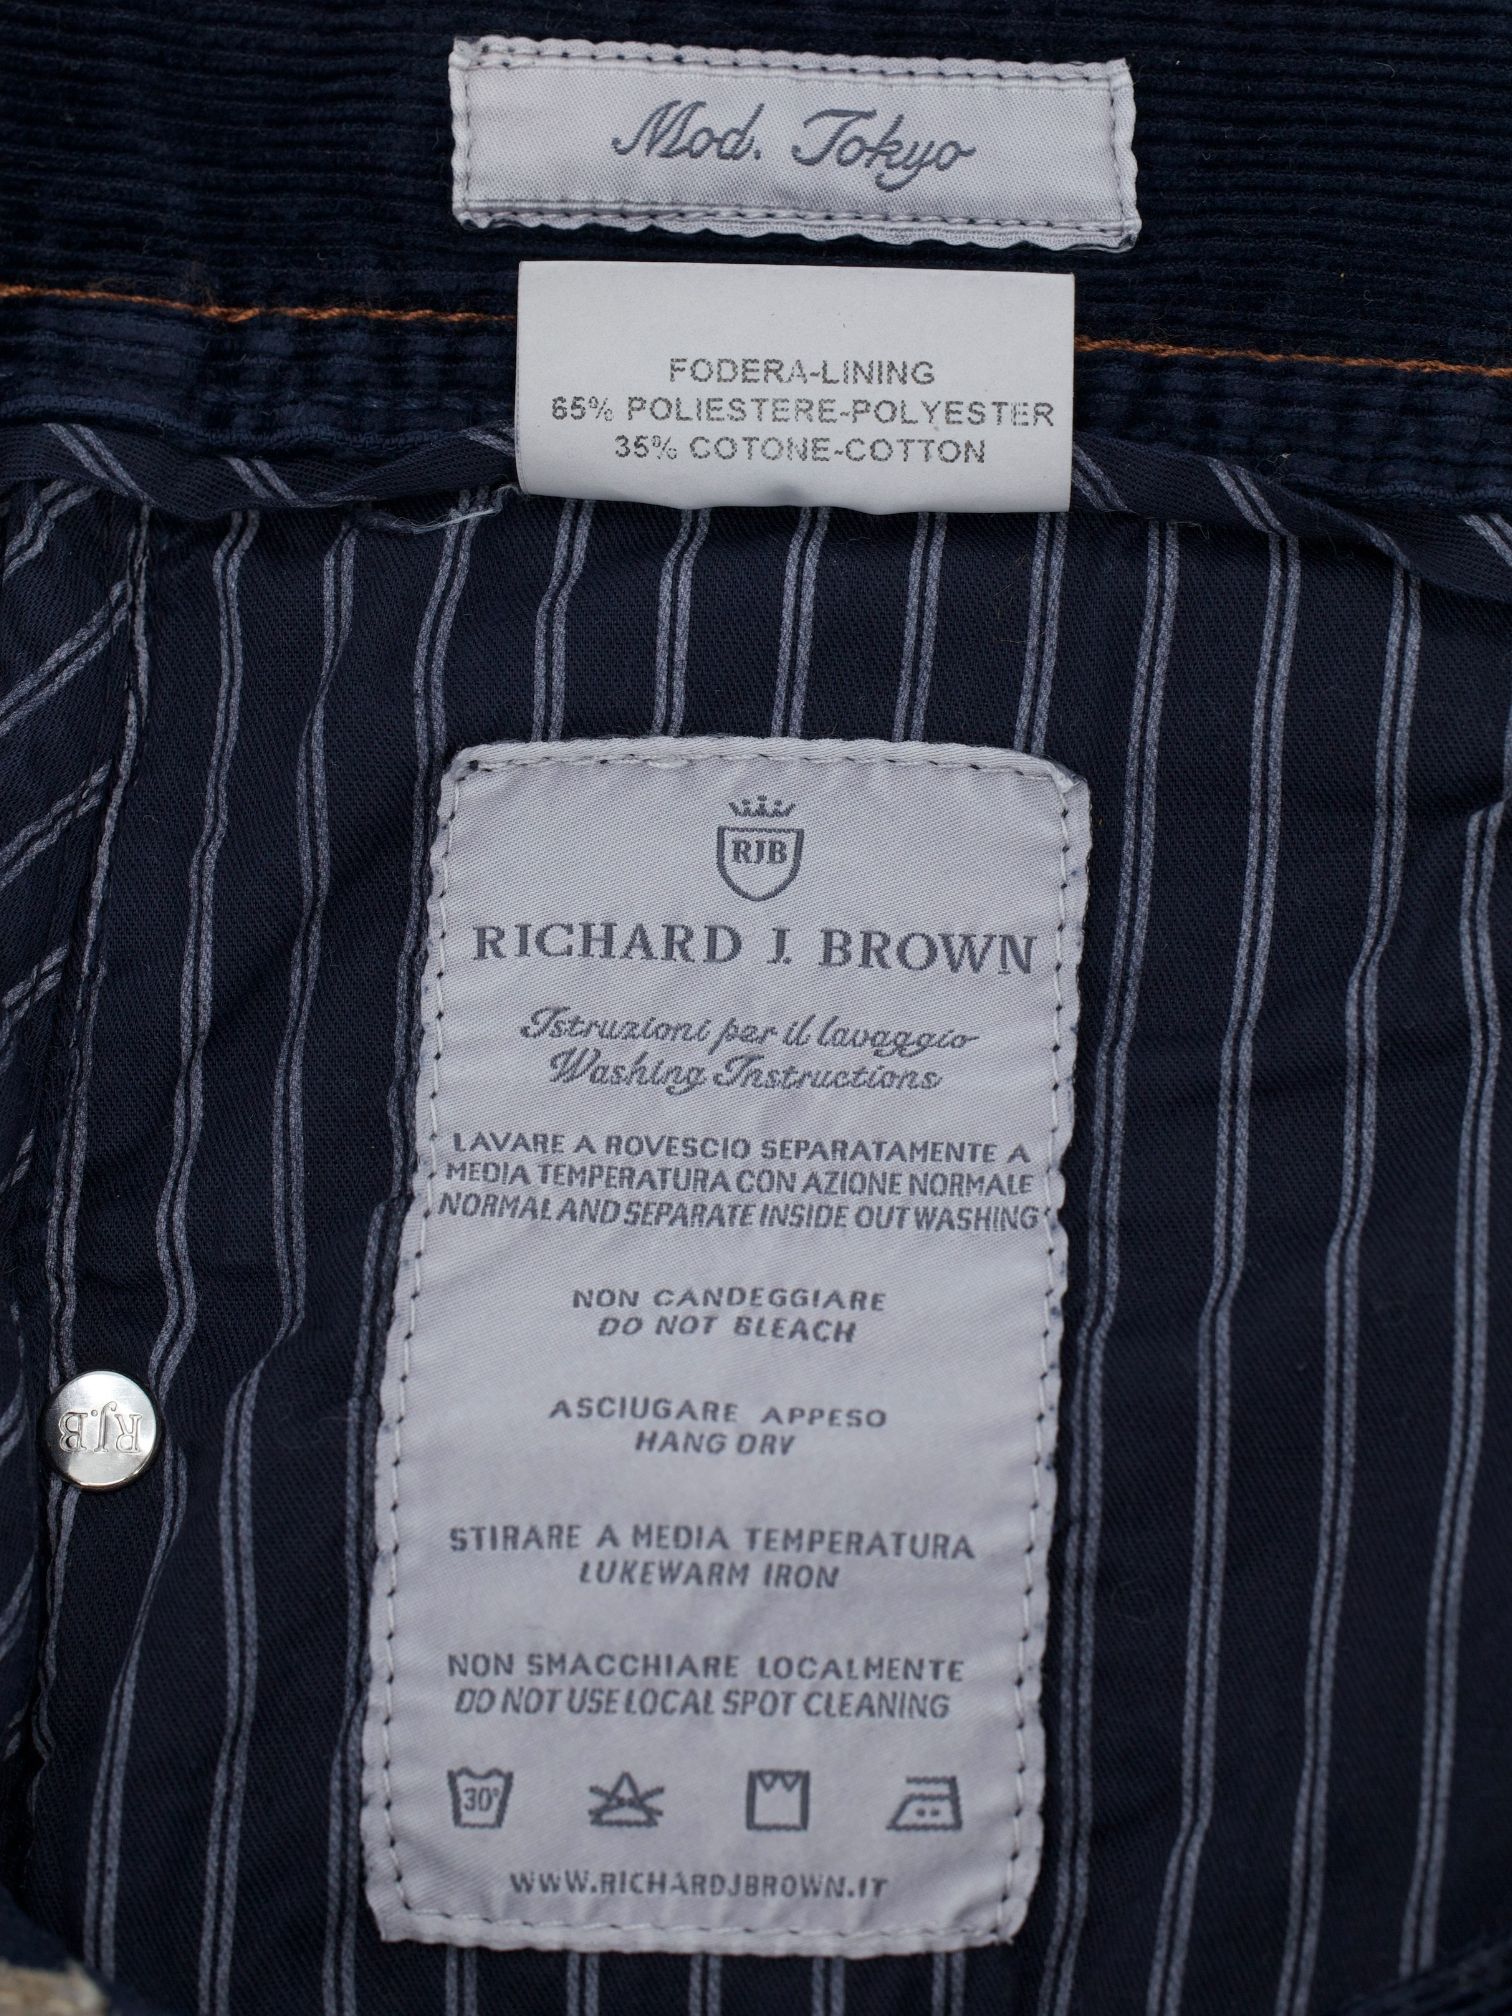 Mod. Tokyo
FODERA-LINING
65% POLIESTERE-POLYESTER
35% COTONE-COTTON
RJB
RICHARD J. BROWN
Istruzioni per il lavaggio
Washing Instructions
LAVARE A ROVESCIO SEPARATAMENTE A
MEDIA TEMPERATURA CON AZIONE NORMALE
NORMAL AND SEPARATE INSIDE OUT WASHING
NON CANDEGGIARE
DO NOT BLEACH
RJ.B
ASCIUGARE APPESO
HANG DRY
STIRARE A MEDIA TEMPERATURA
LUKEWARM IRON
NON SMACCHIARE LOCALMENTE
DO NOT USE LOCAL SPOT CLEANING
30°
WWW.RICHARDJBROWN.IT